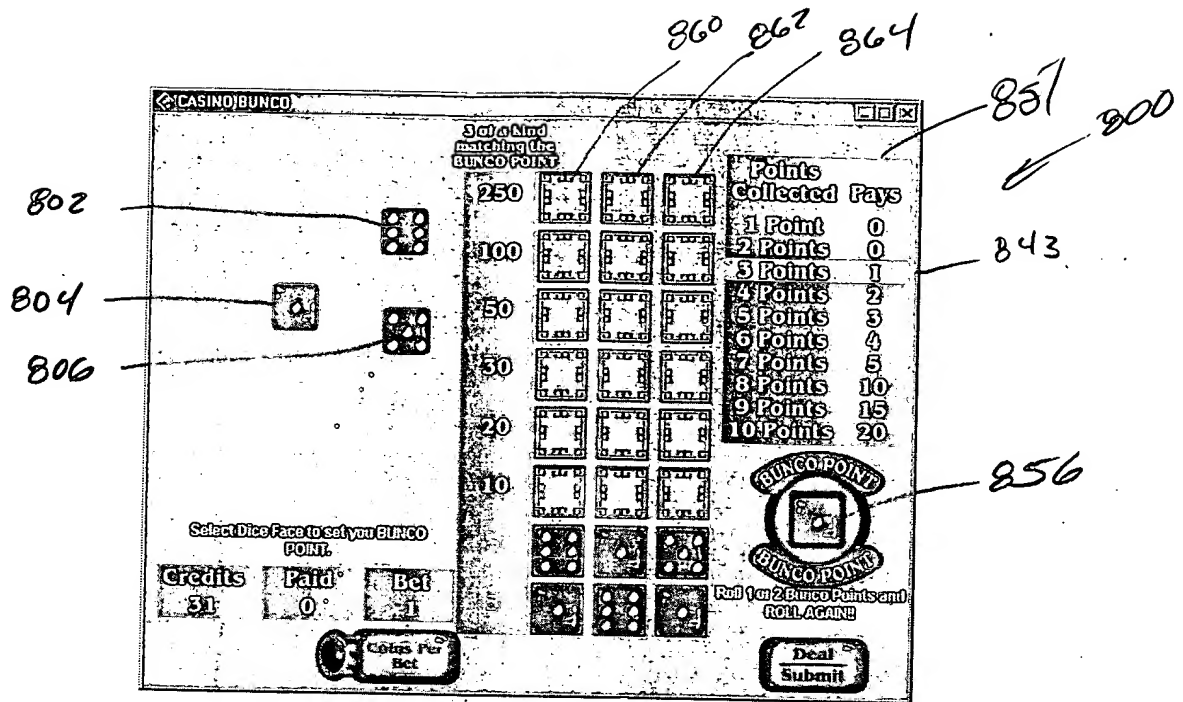 860 862 864
851
800
CASINO BUNCO
3 of a kind
matching the
BUNCO POINT
Points
Collected Pays
802
250
1 Point 0
2 Points 0
843
100
3 Points 1
804
4 Points 2
50
5 Points 3
6 Points 4
806
30
7 Points 5
8 Points 10
9 Points 15
20
10 Points 20
BUNCO POINT
10
856
Select Dice Face to set you BUNCO
POINT.
BUNCO POINT
Credits Paid Bet
31 0 1
Roll 1 or 2 Bunco Points and
ROLL AGAIN!!
Coins Per
Bet
Deal
Submit